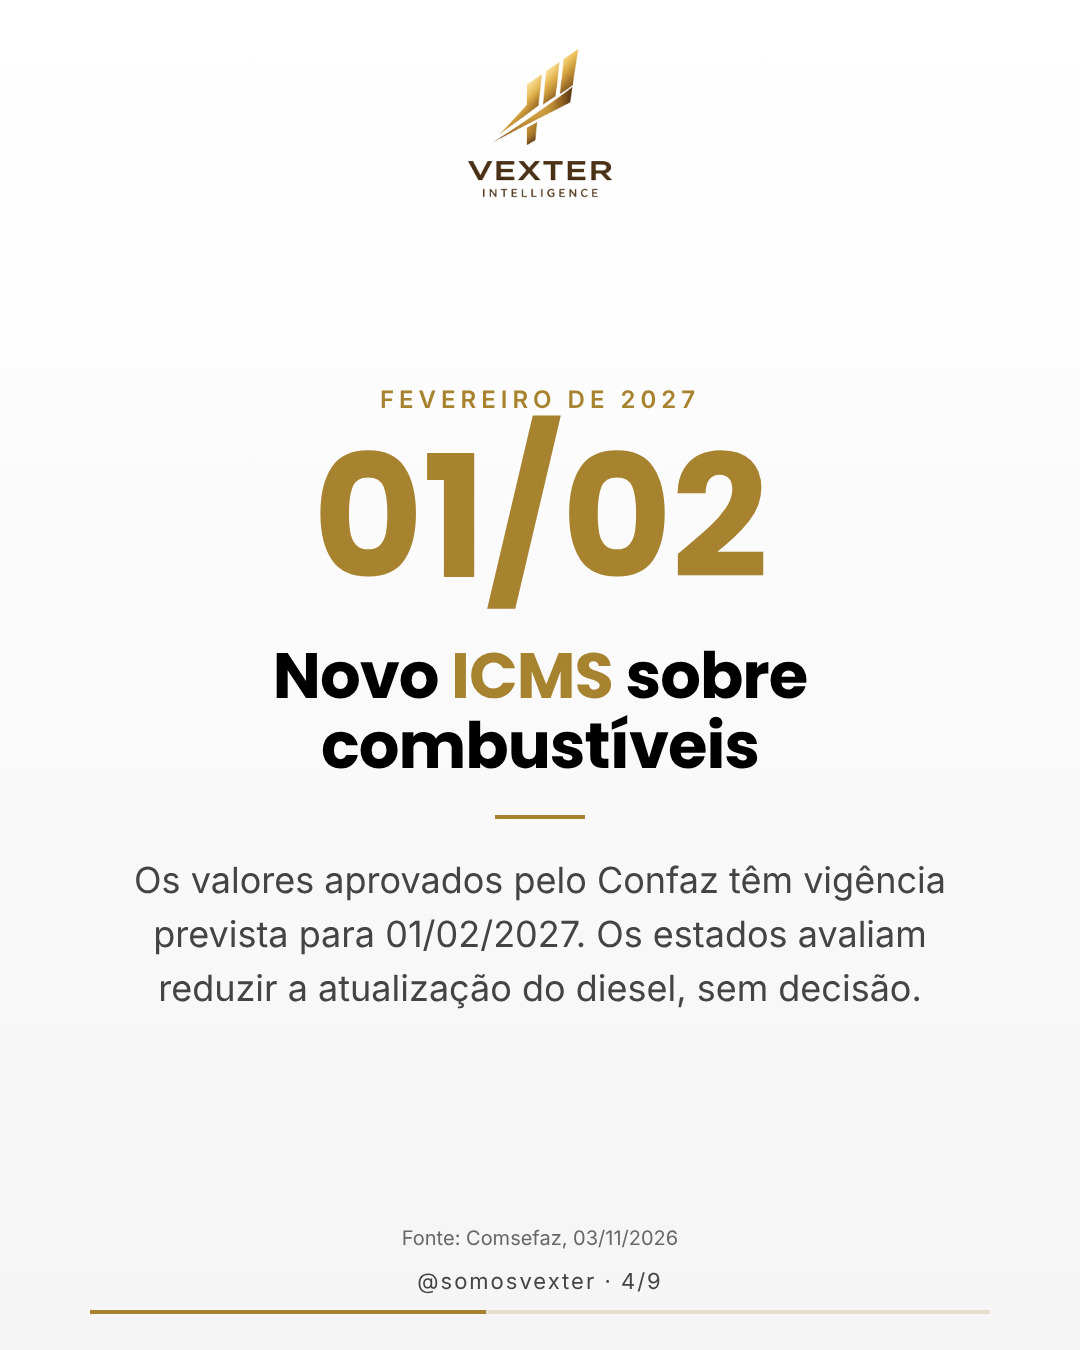 VEXTER
INTELLIGENCE
FEVEREIRO DE 2027
01/02
Novo ICMS sobre
combustíveis
Os valores aprovados pelo Confaz têm vigência
prevista para 01/02/2027. Os estados avaliam
reduzir a atualização do diesel, sem decisão.
Fonte: Comsefaz, 03/11/2026
@somosvexter · 4/9